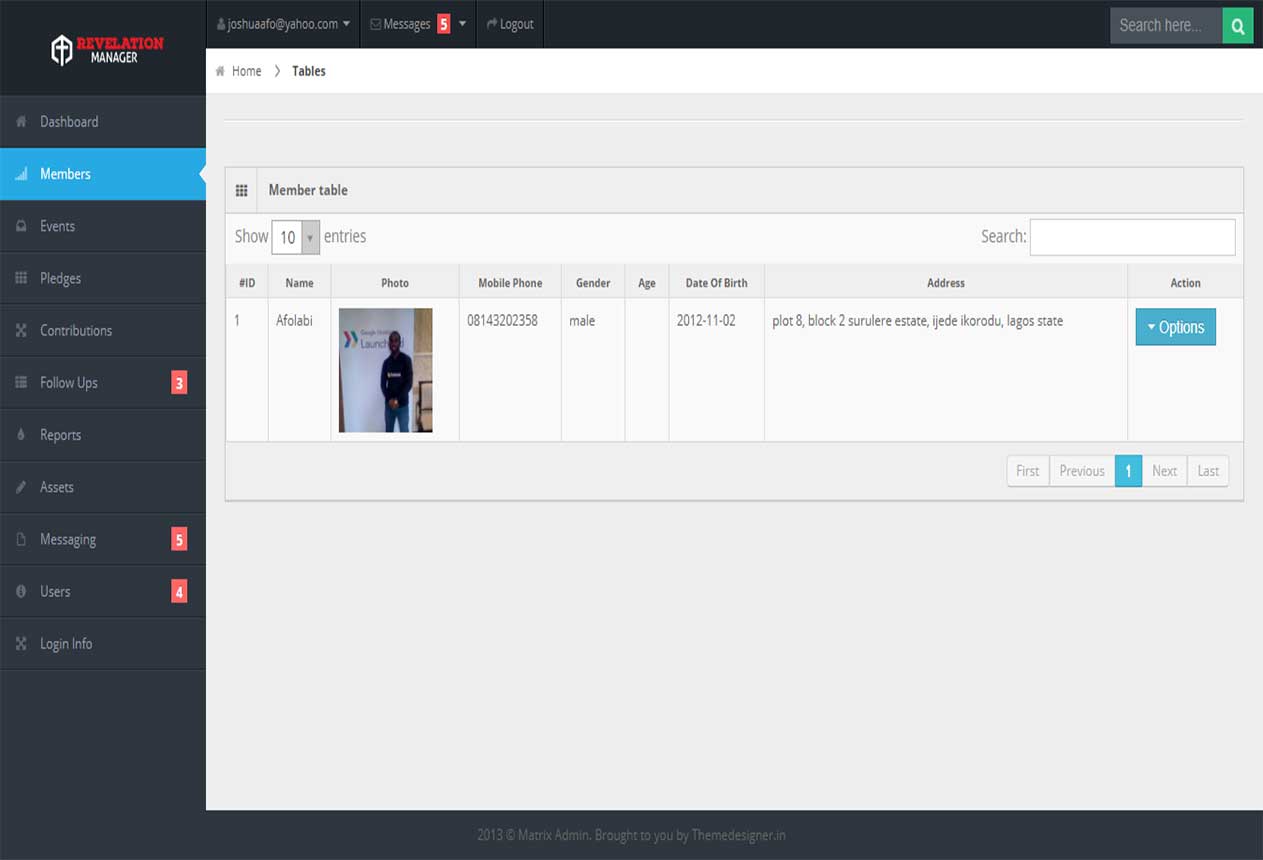 REVELATION
MANAGER
joshuaafo@yahoo.com Messages 5 Logout
Search here...
Home Tables
Dashboard
Members
Events
Pledges
Contributions
Follow Ups 3
Reports
Assets
Messaging 5
Users 4
Login Info
Member table
Show 10 entries Search:
#ID Name Photo Mobile Phone Gender Age Date Of Birth Address Action
1 Afolabi 08143202358 male 2012-11-02 plot 8, block 2 surulere estate, ijede ikorodu, lagos state Options
Google
Launch
First Previous 1 Next Last
2013 © Matrix Admin. Brought to you by Themedesigner.in